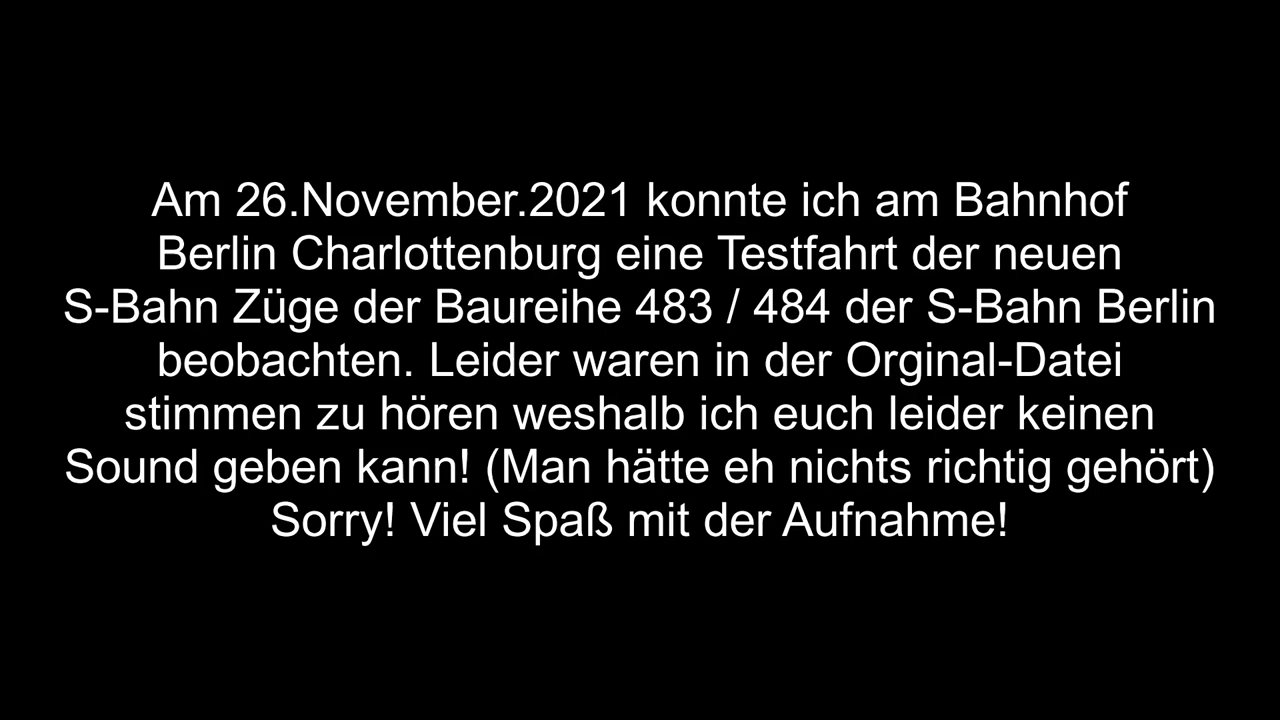 Am 26.November.2021 konnte ich am Bahnhof
Berlin Charlottenburg eine Testfahrt der neuen
S-Bahn Züge der Baureihe 483 / 484 der S-Bahn Berlin
beobachten. Leider waren in der Orginal-Datei
stimmen zu hören weshalb ich euch leider keinen
Sound geben kann! (Man hätte eh nichts richtig gehört)
Sorry! Viel Spaß mit der Aufnahme!